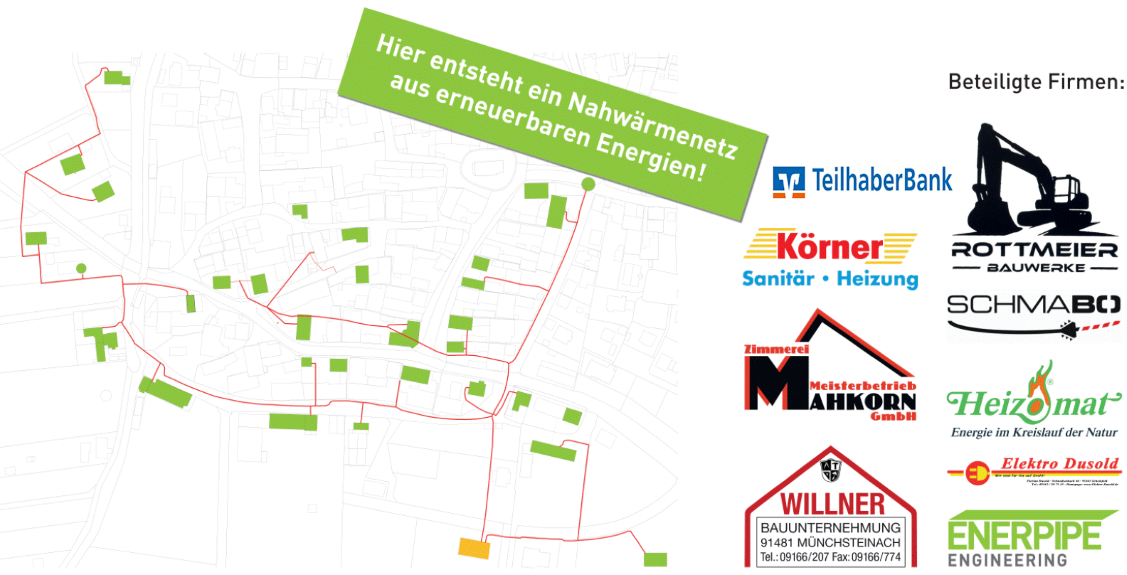 Hier entsteht ein Nahwärmenetz
aus erneuerbaren Energien!
Beteiligte Firmen:
TeilhaberBank
ROTTMEIER
BAUWERKE
Körner
Sanitär · Heizung
SCHMABO
Zimmerei
Meisterbetrieb
MAHKORN
GmbH
Heizomat
Energie im Kreislauf der Natur
Elektro Dusold
WILLNER
BAUUNTERNEHMUNG
91481 MÜNCHSTEINACH
Tel.: 09166/207 Fax: 09166/774
ENERPIPE
ENGINEERING